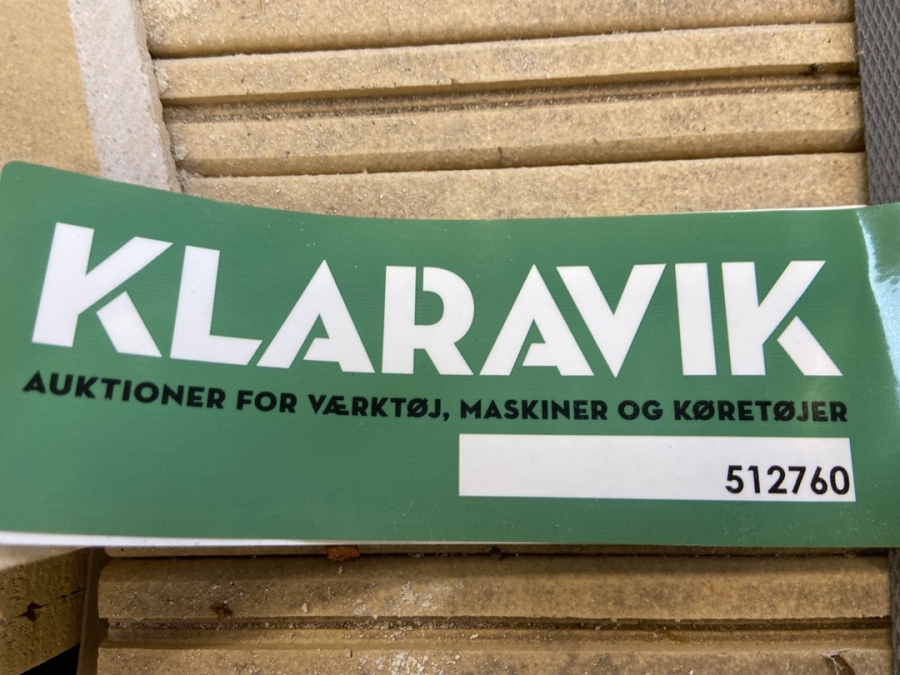 KLARAVIK
AUKTIONER FOR VÆRKTØJ, MASKINER OG KØRETØJER
512760